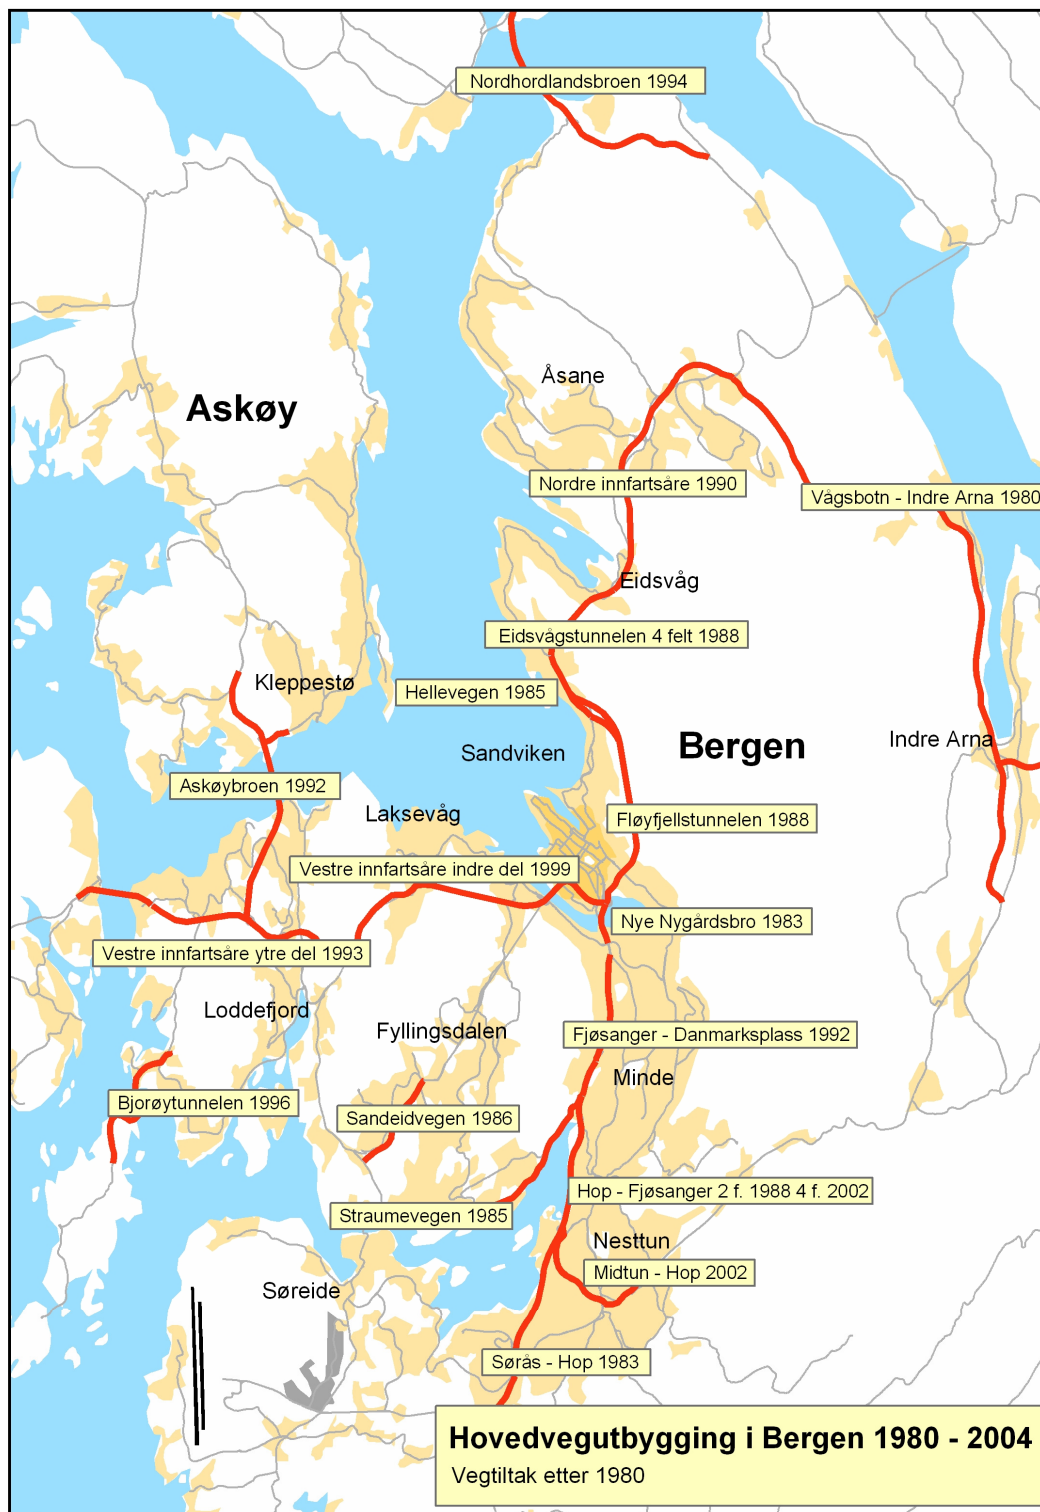 Nordhordlandsbroen 1994
Åsane
Askøy
Nordre innfartsåre 1990
Vågsbotn - Indre Arna 1980
Eidsvåg
Eidsvågstunnelen 4 felt 1988
Kleppestø
Hellevegen 1985
Sandviken
Bergen
Indre Arna
Askøybroen 1992
Laksevåg
Fløyfjellstunnelen 1988
Vestre innfartsåre indre del 1999
Nye Nygårdsbro 1983
Vestre innfartsåre ytre del 1993
Loddefjord
Fyllingsdalen
Fjøsanger - Danmarksplass 1992
Minde
Bjorøytunnelen 1996
Sandeidvegen 1986
Hop - Fjøsanger 2 f. 1988 4 f. 2002
Straumevegen 1985
Nesttun
Midtun - Hop 2002
Søreide
Sørås - Hop 1983
Hovedvegutbygging i Bergen 1980 - 2004
Vegtiltak etter 1980